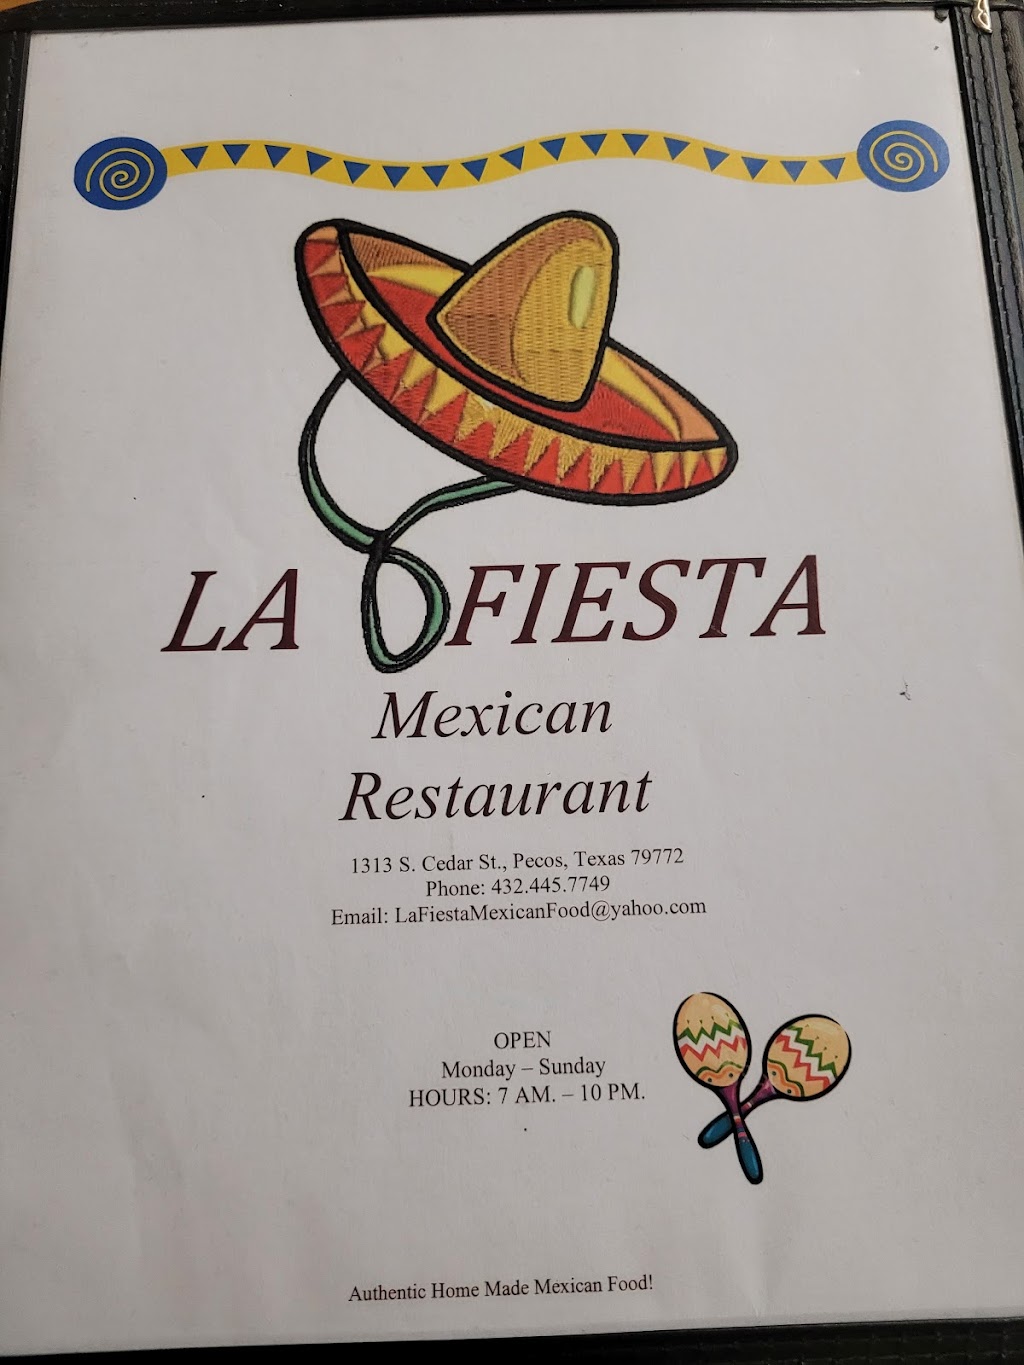 LA FIESTA
Mexican
Restaurant
1313 S. Cedar St., Pecos, Texas 79772
Phone: 432.445.7749
Email: LaFiestaMexicanFood@yahoo.com
OPEN
Monday – Sunday
HOURS: 7 AM. – 10 PM.
Authentic Home Made Mexican Food!